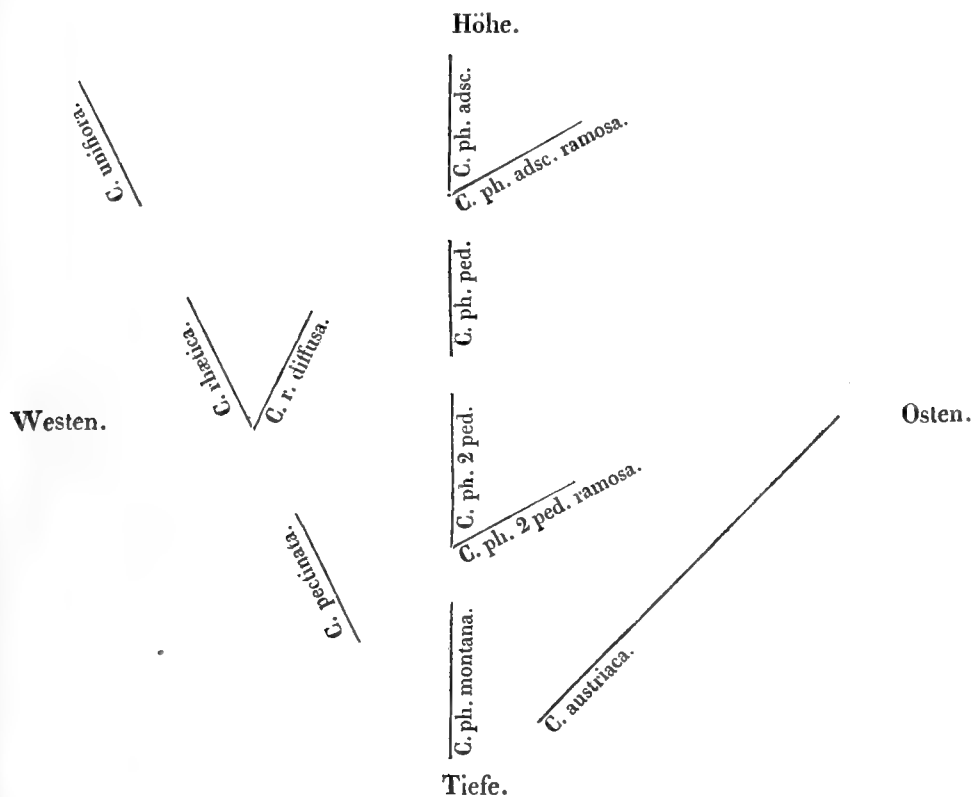 Höhe.
C. uniflora.
C. ph. adsc.
C. ph. adsc. ramosa.
C. ph. ped.
C. rhætica.
C. r. diffusa.
Westen.
Osten.
C. ph. 2 ped.
C. ph. 2 ped. ramosa.
C. pectinata.
C. ph. montana.
C. austriaca.
Tiefe.